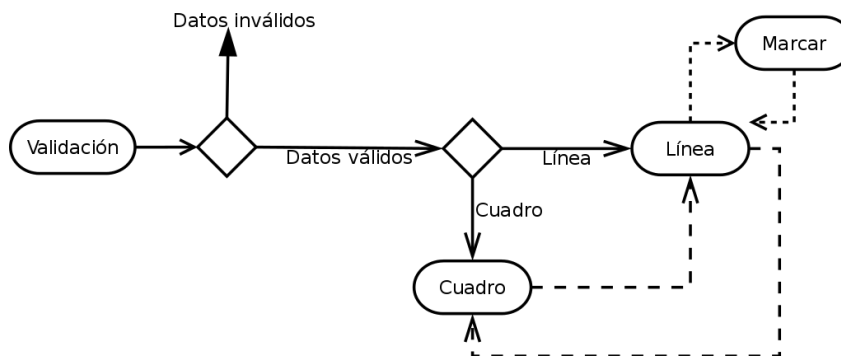 Datos inválidos
Marcar
Validación
Datos válidos
Línea
Línea
Cuadro
Cuadro